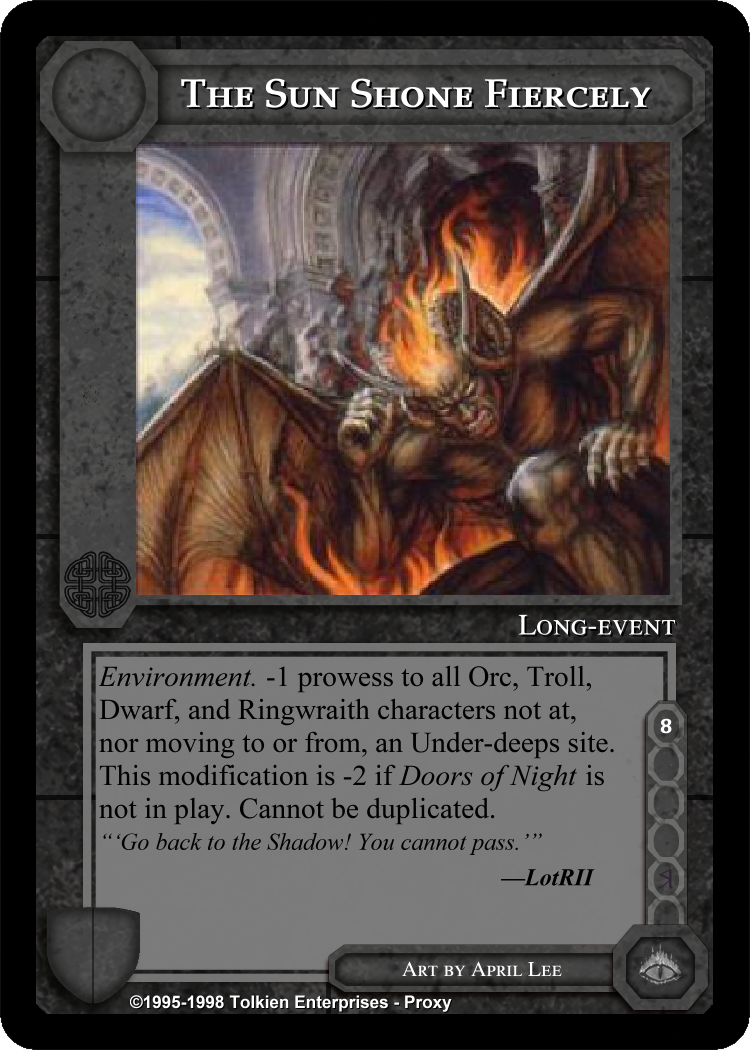 The Sun Shone Fiercely
Long-event
Environment. -1 prowess to all Orc, Troll,
Dwarf, and Ringwraith characters not at,
nor moving to or from, an Under-deeps site.
This modification is -2 if Doors of Night is
not in play. Cannot be duplicated.
8
“‘Go back to the Shadow! You cannot pass.’”
—LotRII
Art by April Lee
©1995-1998 Tolkien Enterprises - Proxy